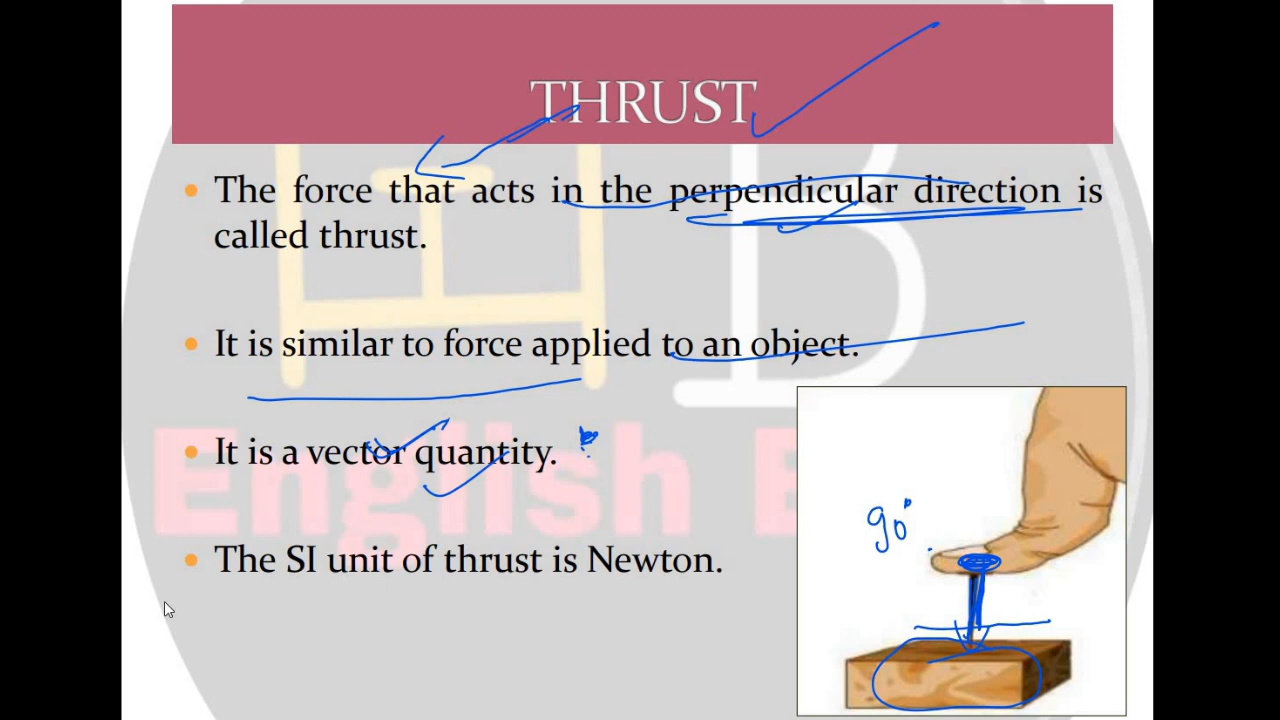 THRUST
The force that acts in the perpendicular direction is
called thrust.
It is similar to force applied to an object.
It is a vector quantity.
The SI unit of thrust is Newton.
English B
90°